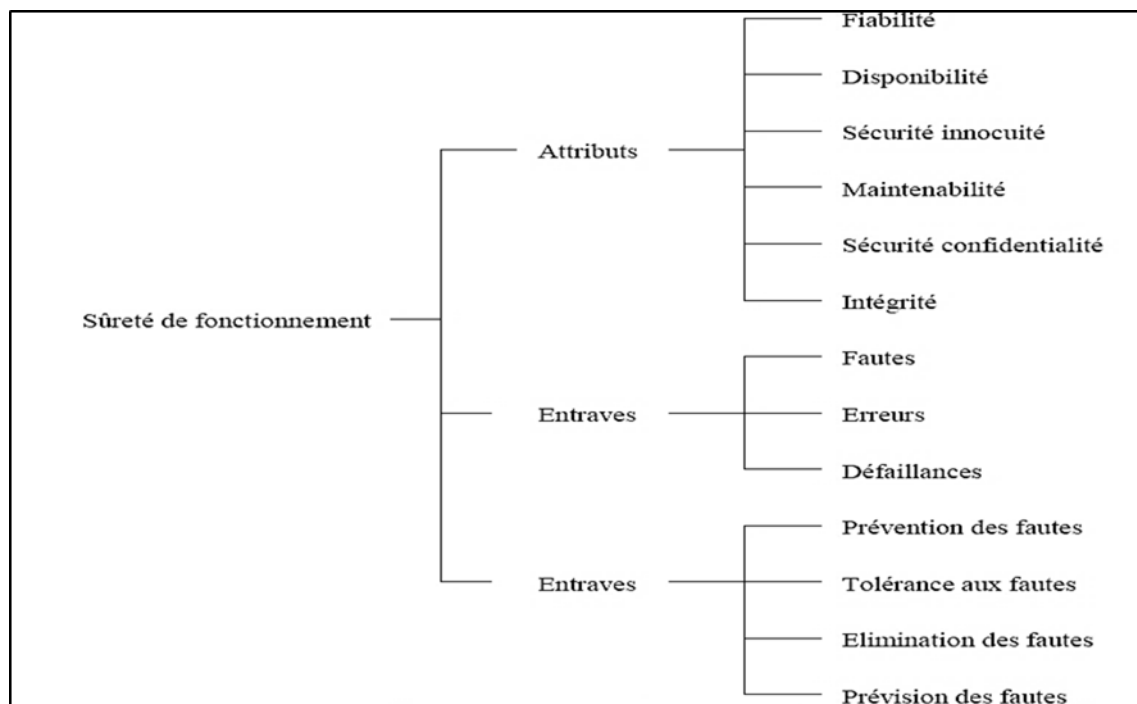 Fiabilité
Disponibilité
Sécurité innocuité
Attributs
Maintenabilité
Sécurité confidentialité
Intégrité
Sûreté de fonctionnement
Fautes
Entraves
Erreurs
Défaillances
Prévention des fautes
Entraves
Tolérance aux fautes
Elimination des fautes
Prévision des fautes